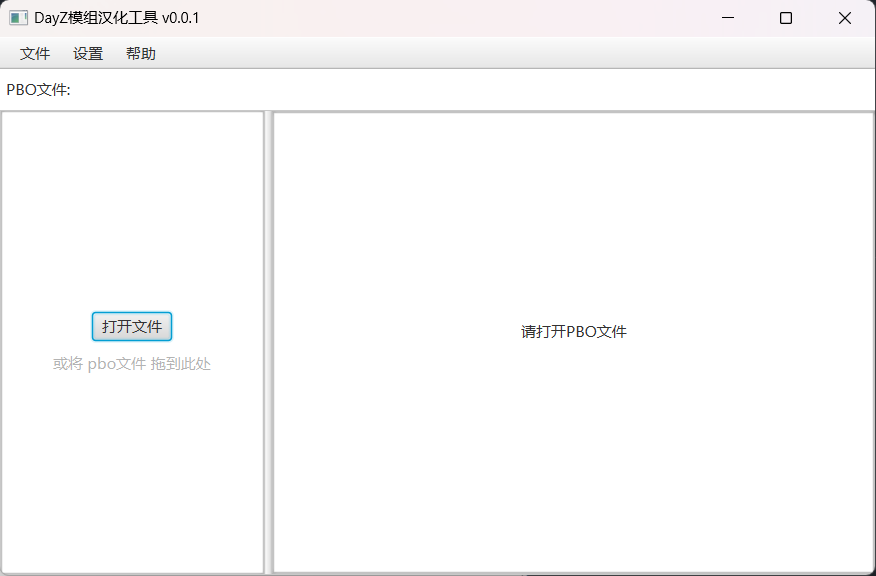 DayZ模组汉化工具 v0.0.1
文件 设置 帮助
PBO文件:
打开文件
或将 pbo文件 拖到此处
请打开PBO文件